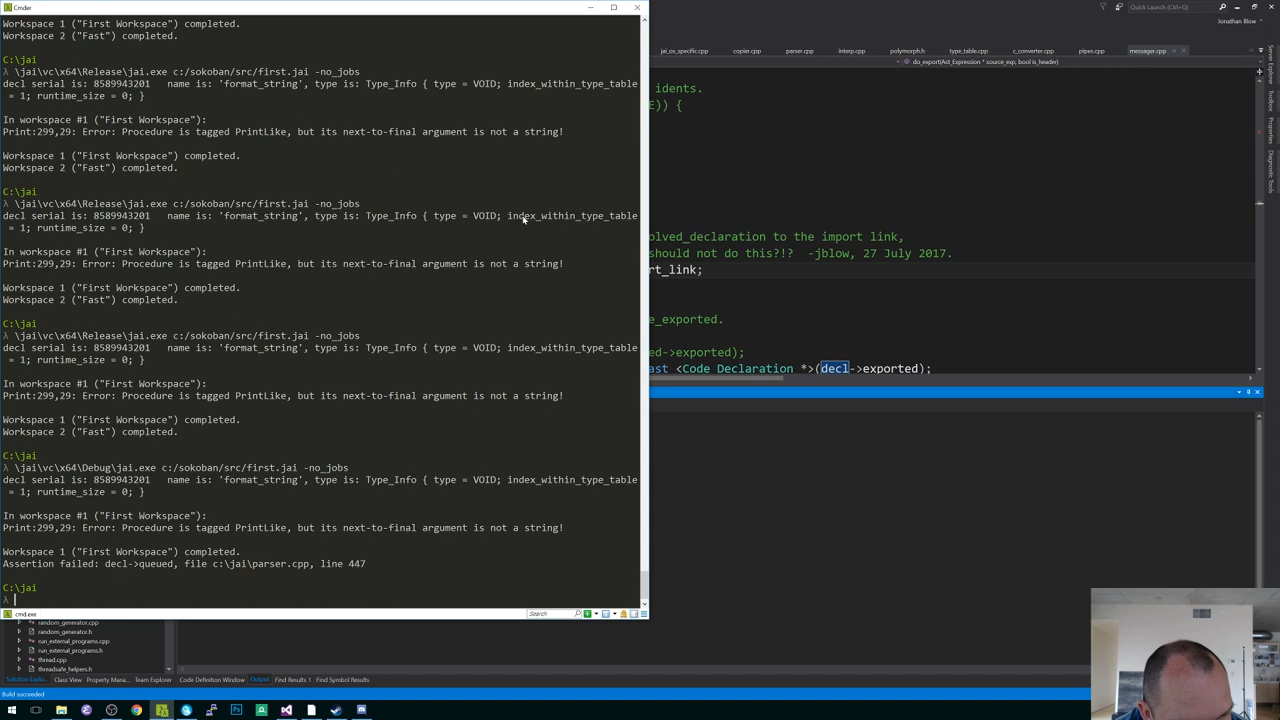 Cmder
Workspace 1 ("First Workspace") completed.
Workspace 2 ("Fast") completed.
C:\jai
λ \jai\vc\x64\Release\jai.exe c:/sokoban/src/first.jai -no_jobs
decl serial is: 8589943201   name is: 'format_string', type is: Type_Info { type = VOID; index_within_type_table
= 1; runtime_size = 0; }
In workspace #1 ("First Workspace"):
Print:299,29: Error: Procedure is tagged PrintLike, but its next-to-final argument is not a string!
Workspace 1 ("First Workspace") completed.
Workspace 2 ("Fast") completed.
C:\jai
λ \jai\vc\x64\Release\jai.exe c:/sokoban/src/first.jai -no_jobs
decl serial is: 8589943201   name is: 'format_string', type is: Type_Info { type = VOID; index_within_type_table
= 1; runtime_size = 0; }
In workspace #1 ("First Workspace"):
Print:299,29: Error: Procedure is tagged PrintLike, but its next-to-final argument is not a string!
Workspace 1 ("First Workspace") completed.
Workspace 2 ("Fast") completed.
C:\jai
λ \jai\vc\x64\Release\jai.exe c:/sokoban/src/first.jai -no_jobs
decl serial is: 8589943201   name is: 'format_string', type is: Type_Info { type = VOID; index_within_type_table
= 1; runtime_size = 0; }
In workspace #1 ("First Workspace"):
Print:299,29: Error: Procedure is tagged PrintLike, but its next-to-final argument is not a string!
Workspace 1 ("First Workspace") completed.
Workspace 2 ("Fast") completed.
C:\jai
λ \jai\vc\x64\Debug\jai.exe c:/sokoban/src/first.jai -no_jobs
decl serial is: 8589943201   name is: 'format_string', type is: Type_Info { type = VOID; index_within_type_table
= 1; runtime_size = 0; }
In workspace #1 ("First Workspace"):
Print:299,29: Error: Procedure is tagged PrintLike, but its next-to-final argument is not a string!
Workspace 1 ("First Workspace") completed.
Assertion failed: decl->queued, file c:\jai\parser.cpp, line 447
C:\jai
λ
cmd.exe
Search
Quick Launch (Ctrl+Q)
Jonathan Blow
jai_os_specific.cpp copier.cpp parser.cpp interp.cpp polymorph.h type_table.cpp c_converter.cpp pipes.cpp messager.cpp
do_export(Ast_Expression * source_exp, bool is_header)
idents.
E)) {
olved_declaration to the import link,
should not do this?!?  -jblow, 27 July 2017.
rt_link;
e_exported.
ed->exported);
ast <Code Declaration *>(decl->exported);
Server Explorer
Toolbox
Properties
Diagnostic Tools
random_generator.cpp
random_generator.h
run_external_programs.cpp
run_external_programs.h
thread.cpp
threadsafe_helpers.h
Solution Explo... Class View Property Mana... Team Explorer Code Definition Window Output Find Results 1 Find Symbol Results
Build succeeded